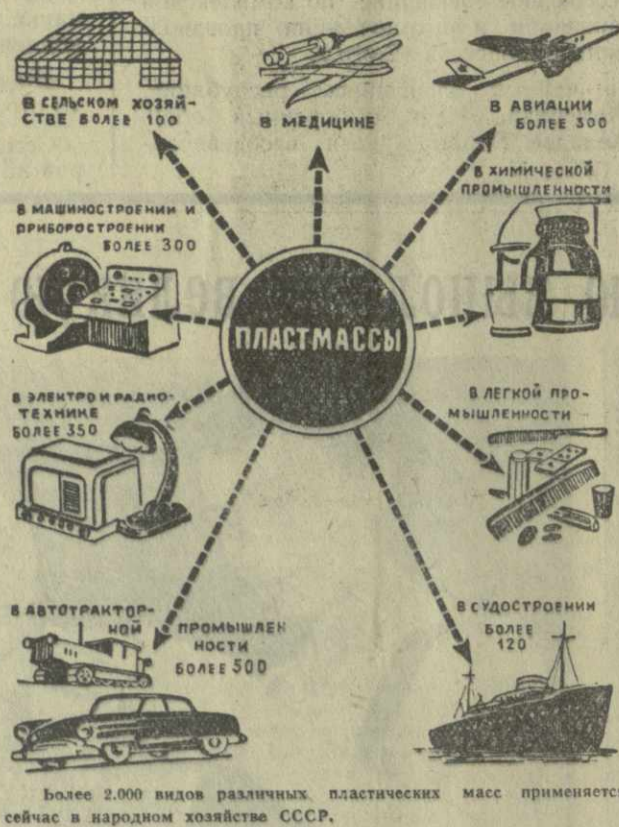 В СЕЛЬСКОМ ХОЗЯЙ-
СТВЕ БОЛЕЕ 100
В МЕДИЦИНЕ
В АВИАЦИИ
БОЛЕЕ 300
В ХИМИЧЕСКОЙ
ПРОМЫШЛЕННОСТИ
В МАШИНОСТРОЕНИИ И
ПРИБОРОСТРОЕНИИ
БОЛЕЕ 300
ПЛАСТМАССЫ
В ЭЛЕКТРО И РАДИО-
ТЕХНИКЕ
БОЛЕЕ 350
В ЛЕГКОЙ ПРО-
МЫШЛЕННОСТИ
В АВТОТРАКТОР-
НОЙ
ПРОМЫШЛЕН
НОСТИ
БОЛЕЕ 500
В СУДОСТРОЕНИИ
БОЛЕЕ
120
Более 2.000 видов различных пластических масс применяетс
сейчас в народном хозяйстве СССР.